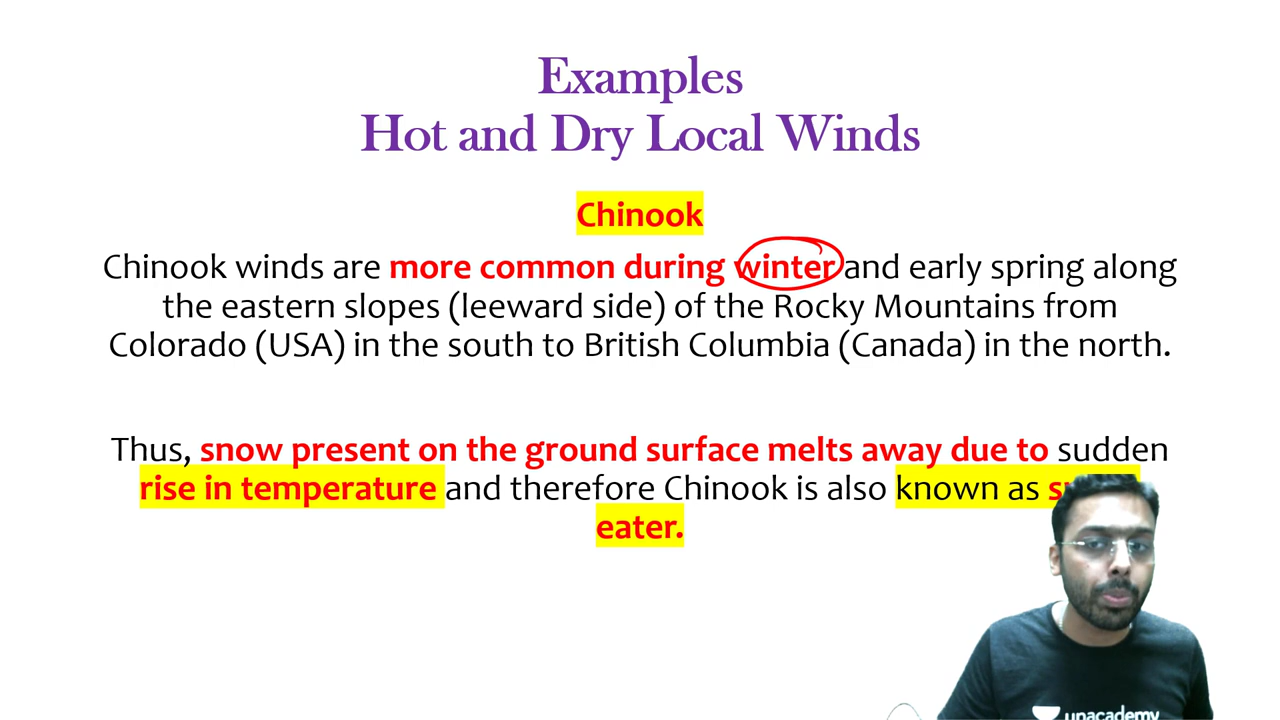 Examples
Hot and Dry Local Winds
Chinook
Chinook winds are more common during winter and early spring along
the eastern slopes (leeward side) of the Rocky Mountains from
Colorado (USA) in the south to British Columbia (Canada) in the north.
Thus, snow present on the ground surface melts away due to sudden
rise in temperature and therefore Chinook is also known as
eater.
unacademy